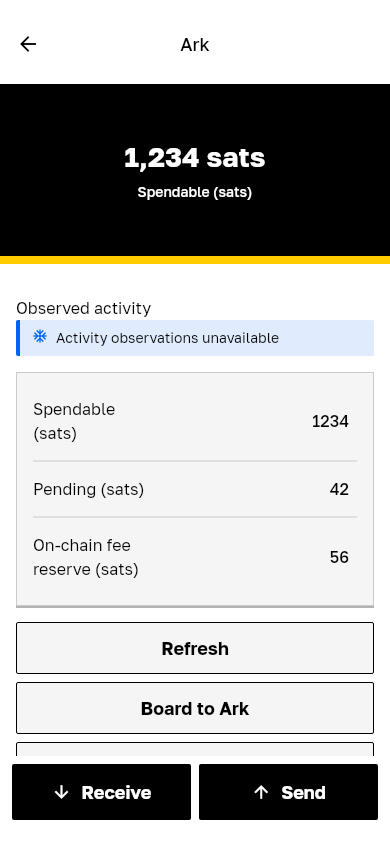 Ark
1,234 sats
Spendable (sats)
Observed activity
Activity observations unavailable
Spendable
(sats)
1234
Pending (sats)
42
On-chain fee
reserve (sats)
56
Refresh
Board to Ark
Receive
Send